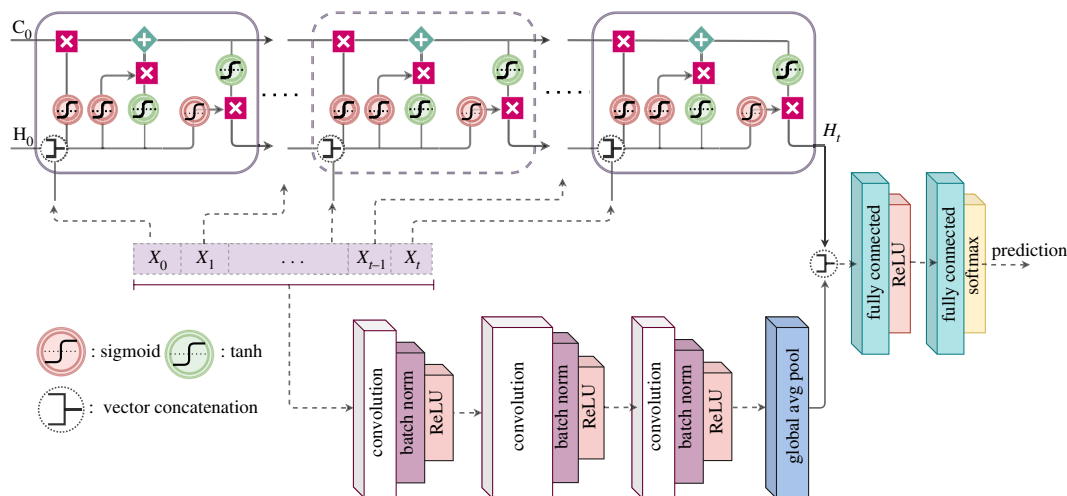 C₀
H₀
Hₜ
X₀ X₁ . . . Xₜ₋₁ Xₜ
: sigmoid : tanh
: vector concatenation
convolution
batch norm
ReLU
convolution
batch norm
ReLU
convolution
batch norm
ReLU
global avg pool
fully connected
ReLU
fully connected
softmax
prediction